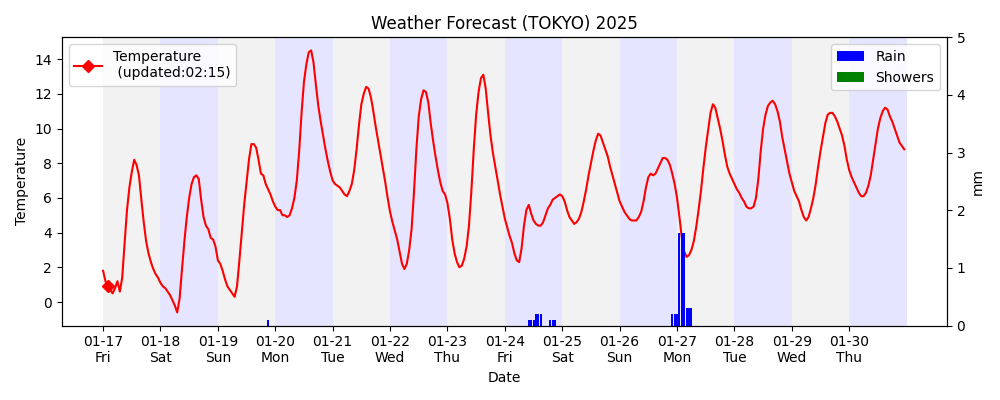 Weather Forecast (TOKYO) 2025
Temperature
(updated:02:15)
Rain
Showers
Temperature
14
12
10
8
6
4
2
0
5
4
3
2
1
0
mm
01-17 01-18 01-19 01-20 01-21 01-22 01-23 01-24 01-25 01-26 01-27 01-28 01-29 01-30
Fri Sat Sun Mon Tue Wed Thu Fri Sat Sun Mon Tue Wed Thu
Date